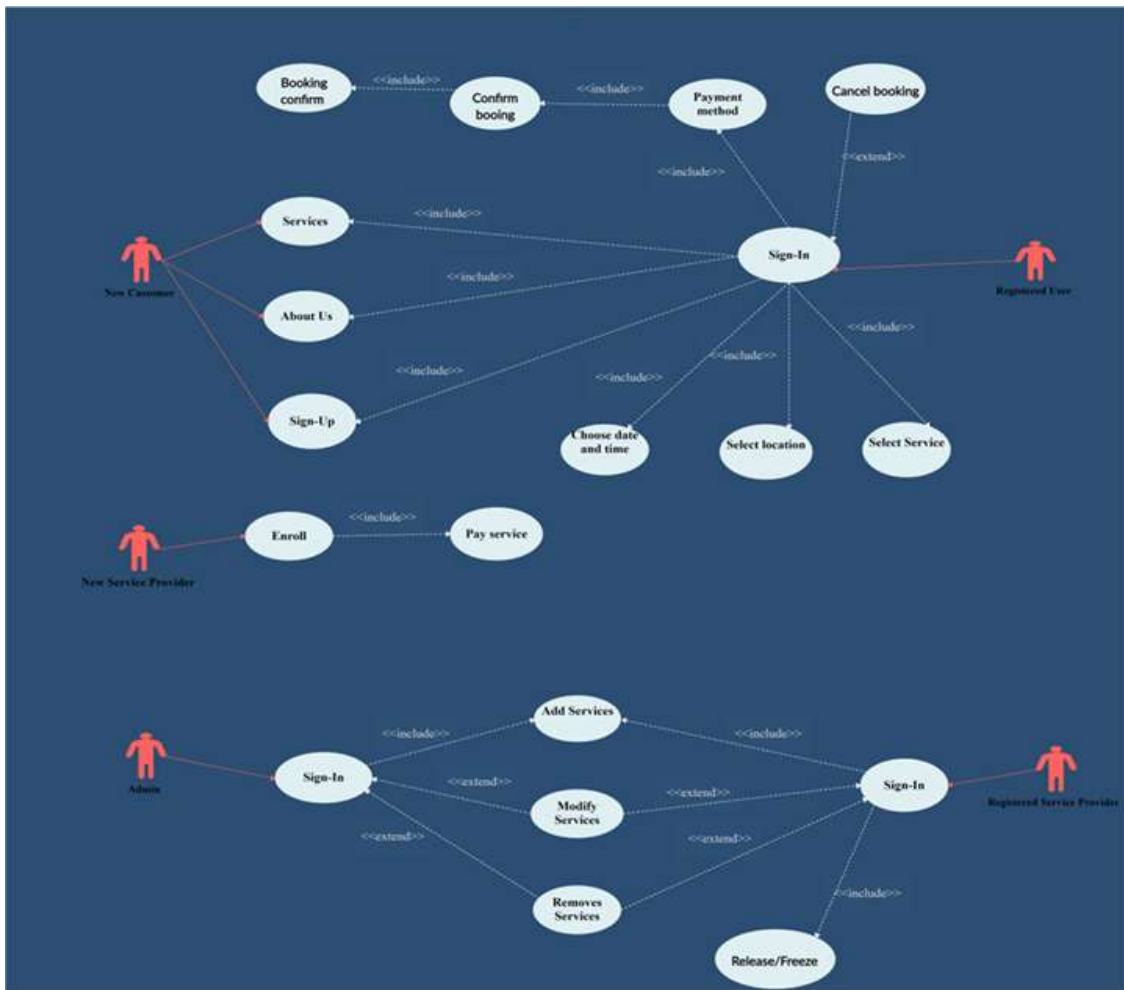 Booking
confirm
<<include>>
Confirm
booing
<<include>>
Payment
method
Cancel booking
<<include>>
<<extend>>
Services
<<include>>
Sign-In
New Customer
Registered User
<<include>>
About Us
<<include>>
<<include>>
<<include>>
<<include>>
Sign-Up
Choose date
and time
Select location
Select Service
Enroll
<<include>>
Pay service
New Service Provider
Add Services
<<include>>
<<include>>
Admin
Sign-In
<<extend>>
Modify
Services
<<extend>>
Sign-In
Registered Service Provider
<<extend>>
<<extend>>
Removes
Services
<<include>>
Release/Freeze